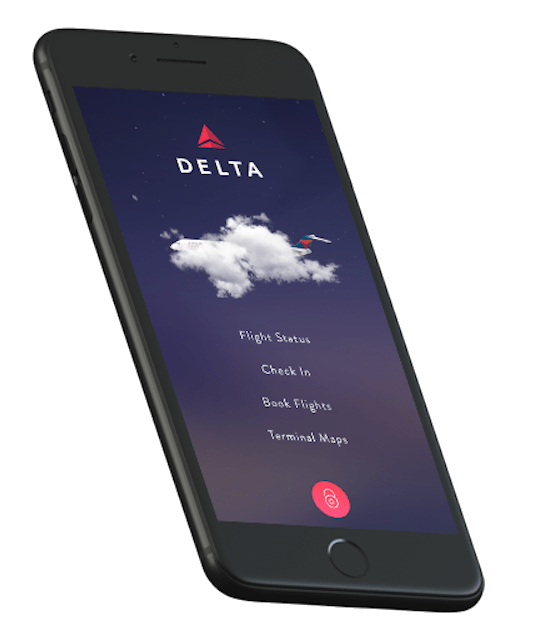 DELTA
Flight Status
Check In
Book Flights
Terminal Maps